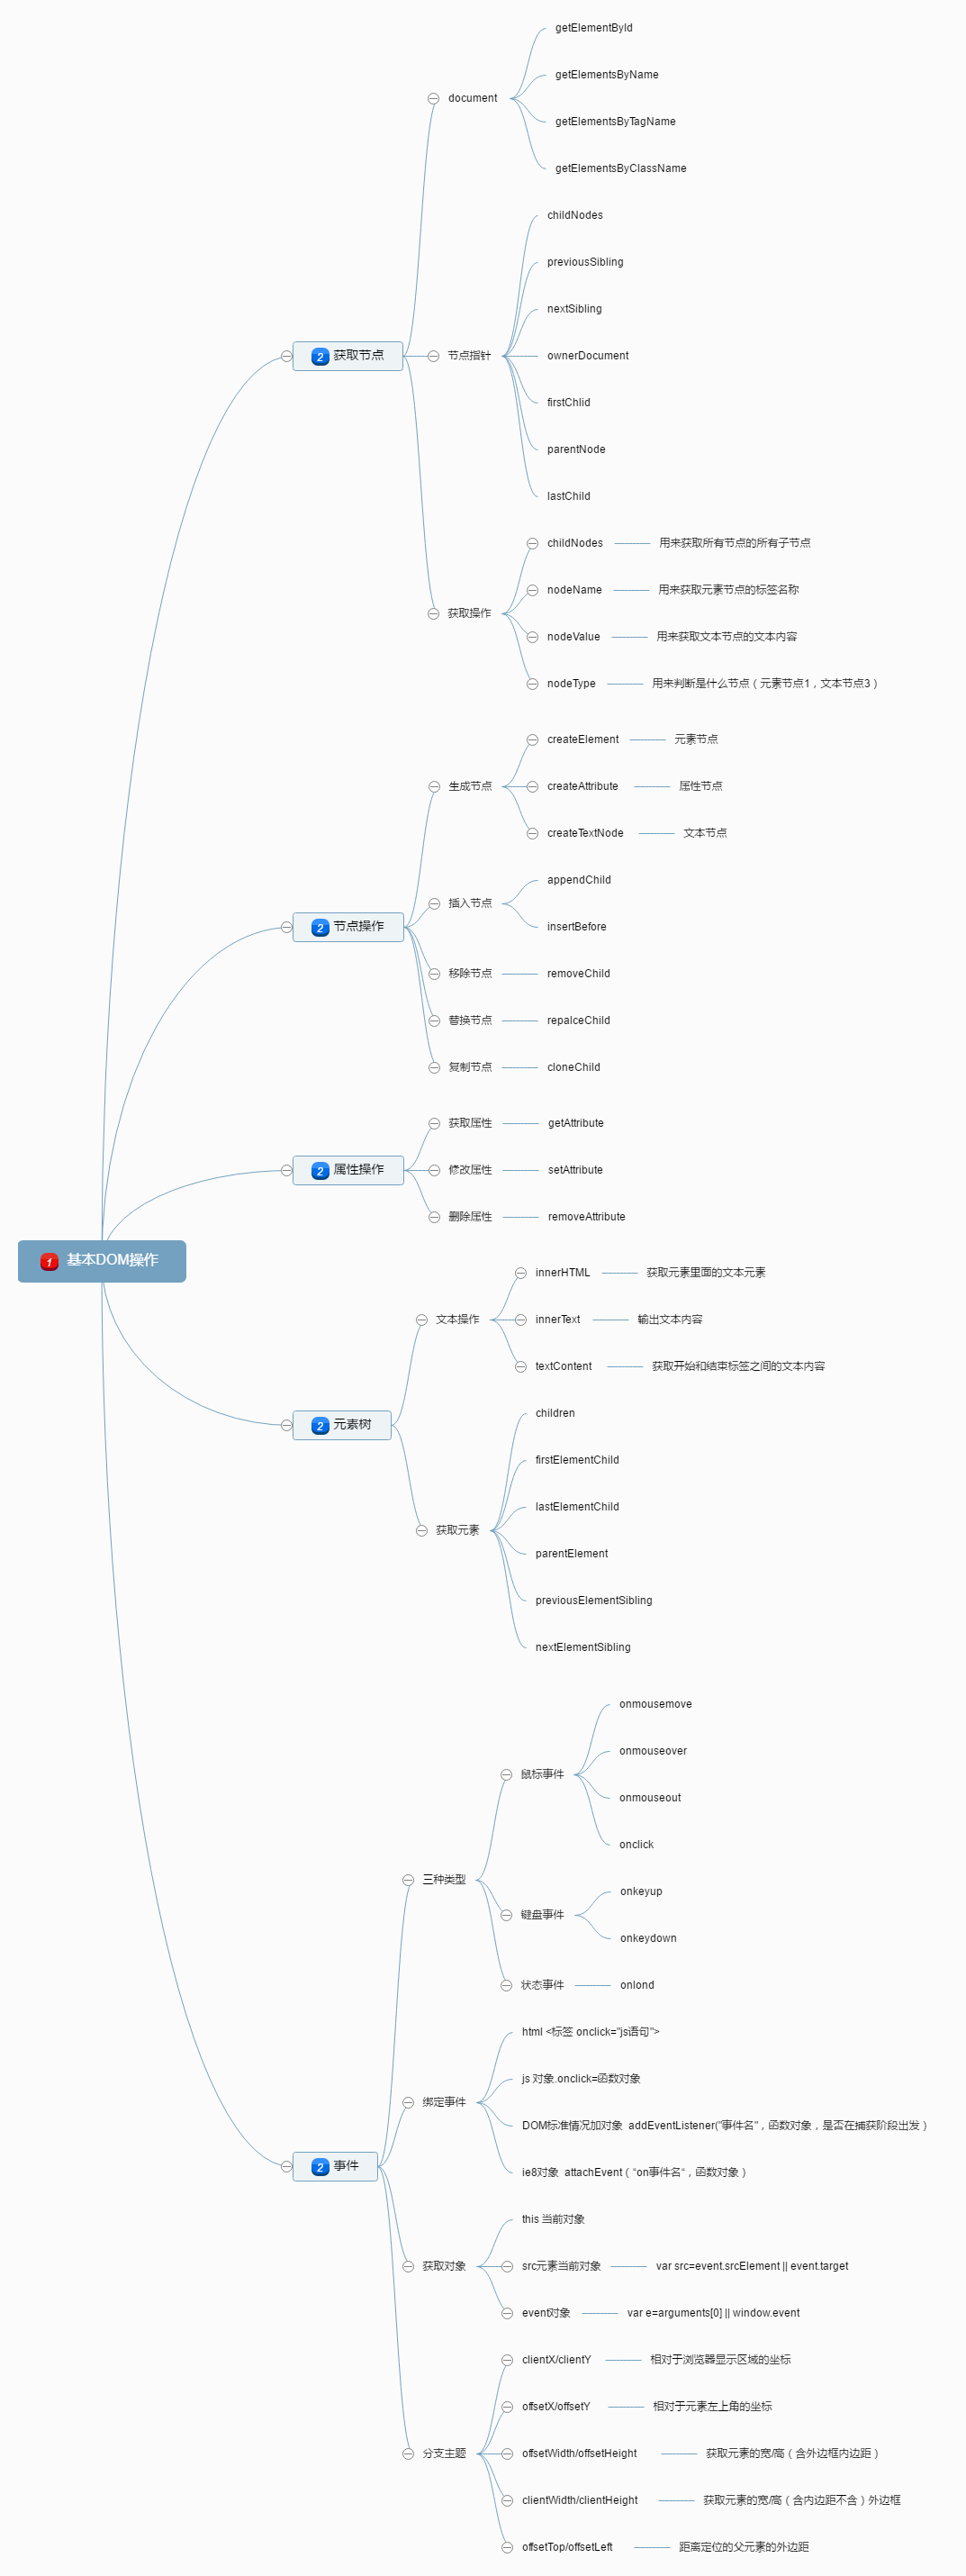 getElementById
document
getElementsByName
getElementsByTagName
getElementsByClassName
childNodes
previousSibling
nextSibling
2 获取节点
节点指针
ownerDocument
firstChlid
parentNode
lastChild
childNodes 用来获取所有节点的所有子节点
nodeName 用来获取元素节点的标签名称
获取操作
nodeValue 用来获取文本节点的文本内容
nodeType 用来判断是什么节点（元素节点1，文本节点3）
createElement 元素节点
生成节点
createAttribute 属性节点
createTextNode 文本节点
appendChild
插入节点
insertBefore
2 节点操作
移除节点 removeChild
替换节点 repalceChild
复制节点 cloneChild
获取属性 getAttribute
2 属性操作
修改属性 setAttribute
删除属性 removeAttribute
1 基本DOM操作
innerHTML 获取元素里面的文本元素
文本操作
innerText 输出文本内容
textContent 获取开始和结束标签之间的文本内容
2 元素树
children
firstElementChild
lastElementChild
获取元素
parentElement
previousElementSibling
nextElementSibling
onmousemove
onmouseover
鼠标事件
onmouseout
onclick
三种类型
onkeyup
键盘事件
onkeydown
状态事件 onlond
html <标签 onclick="js语句">
js 对象.onclick=函数对象
绑定事件
DOM标准情况加对象 addEventListener("事件名"，函数对象，是否在捕获阶段出发）
2 事件
ie8对象 attachEvent（“on事件名“，函数对象）
this 当前对象
获取对象
src元素当前对象 var src=event.srcElement || event.target
event对象 var e=arguments[0] || window.event
clientX/clientY 相对于浏览器显示区域的坐标
offsetX/offsetY 相对于元素左上角的坐标
分支主题
offsetWidth/offsetHeight 获取元素的宽/高（含外边框内边距）
clientWidth/clientHeight 获取元素的宽/高（含内边距不含）外边框
offsetTop/offsetLeft 距离定位的父元素的外边距